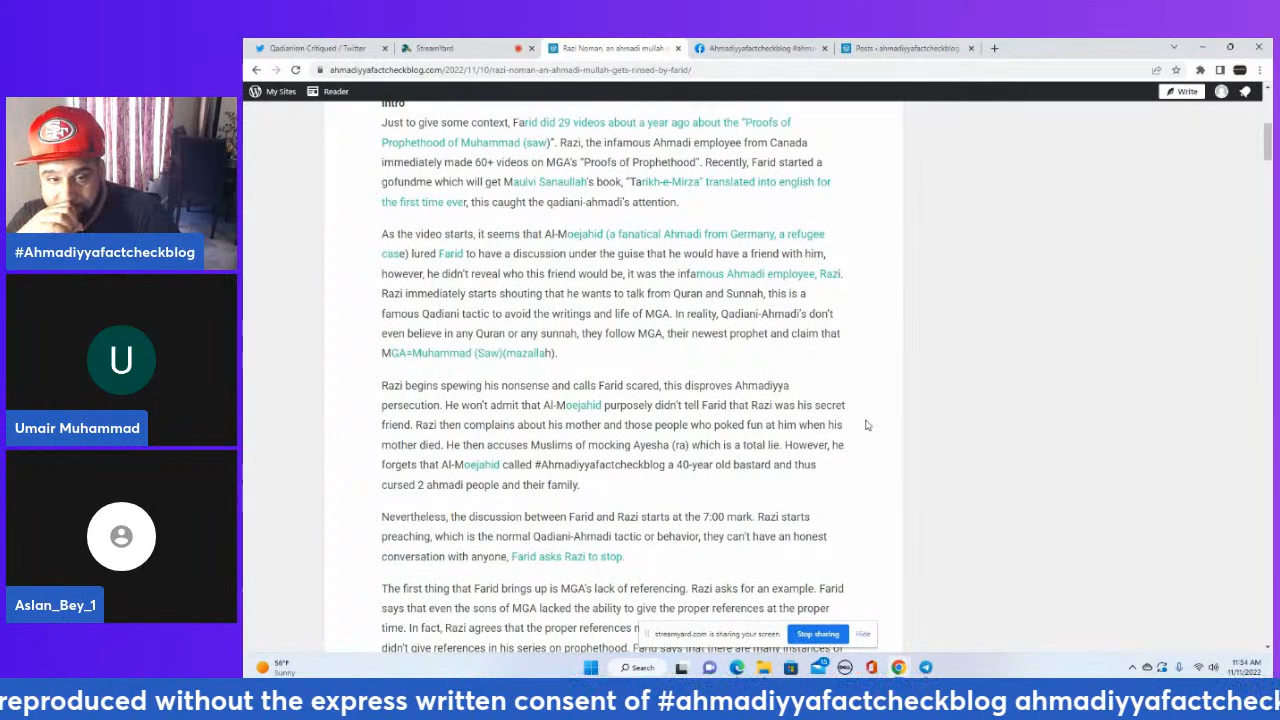 Qadianism Critiqued / Twitter
StreamYard
Razi Noman, an ahmadi mullah
Ahmadiyyafactcheckblog #ahma
Posts ‹ ahmadiyyafactcheckblog
ahmadiyyafactcheckblog.com/2022/11/10/razi-noman-an-ahmadi-mullah-gets-rinsed-by-farid/
My Sites
Reader
Write
Intro
Just to give some context, Farid did 29 videos about a year ago about the “Proofs of
Prophethood of Muhammad (saw)”. Razi, the infamous Ahmadi employee from Canada
immediately made 60+ videos on MGA’s “Proofs of Prophethood”. Recently, Farid started a
gofundme which will get Maulvi Sanaullah’s book, “Tarikh-e-Mirza” translated into english for
the first time ever, this caught the qadiani-ahmadi’s attention.
As the video starts, it seems that Al-Moejahid (a fanatical Ahmadi from Germany, a refugee
case) lured Farid to have a discussion under the guise that he would have a friend with him,
however, he didn’t reveal who this friend would be, it was the infamous Ahmadi employee, Razi.
Razi immediately starts shouting that he wants to talk from Quran and Sunnah, this is a
famous Qadiani tactic to avoid the writings and life of MGA. In reality, Qadiani-Ahmadi’s don’t
even believe in any Quran or any sunnah, they follow MGA, their newest prophet and claim that
MGA=Muhammad (Saw)(mazallah).
Razi begins spewing his nonsense and calls Farid scared, this disproves Ahmadiyya
persecution. He won’t admit that Al-Moejahid purposely didn’t tell Farid that Razi was his secret
friend. Razi then complains about his mother and those people who poked fun at him when his
mother died. He then accuses Muslims of mocking Ayesha (ra) which is a total lie. However, he
forgets that Al-Moejahid called #Ahmadiyyafactcheckblog a 40-year old bastard and thus
cursed 2 ahmadi people and their family.
Nevertheless, the discussion between Farid and Razi starts at the 7:00 mark. Razi starts
preaching, which is the normal Qadiani-Ahmadi tactic or behavior, they can’t have an honest
conversation with anyone, Farid asks Razi to stop.
The first thing that Farid brings up is MGA’s lack of referencing. Razi asks for an example. Farid
says that even the sons of MGA lacked the ability to give the proper references at the proper
time. In fact, Razi agrees that the proper references
didn’t give references in his series on prophethood. Farid says that there are many instances of
streamyard.com is sharing your screen.
Stop sharing
Hide
#Ahmadiyyafactcheckblog
U
Umair Muhammad
Aslan_Bey_1
56°F
Sunny
Search
11:54 AM
11/11/2022
reproduced without the express written consent of #ahmadiyyafactcheckblog ahmadiyyafactchec